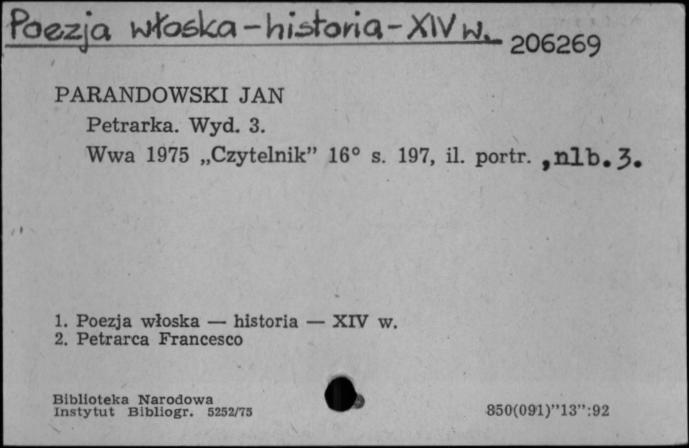 Poezja włoska - historia - XIV w.
206269
PARANDOWSKI JAN
Petrarka. Wyd. 3.
Wwa 1975 „Czytelnik” 16° s. 197, il. portr. , nlb. 3.
1. Poezja włoska — historia — XIV w.
2. Petrarca Francesco
Biblioteka Narodowa
Instytut Bibliogr. 5252/75
850(091)”13”:92